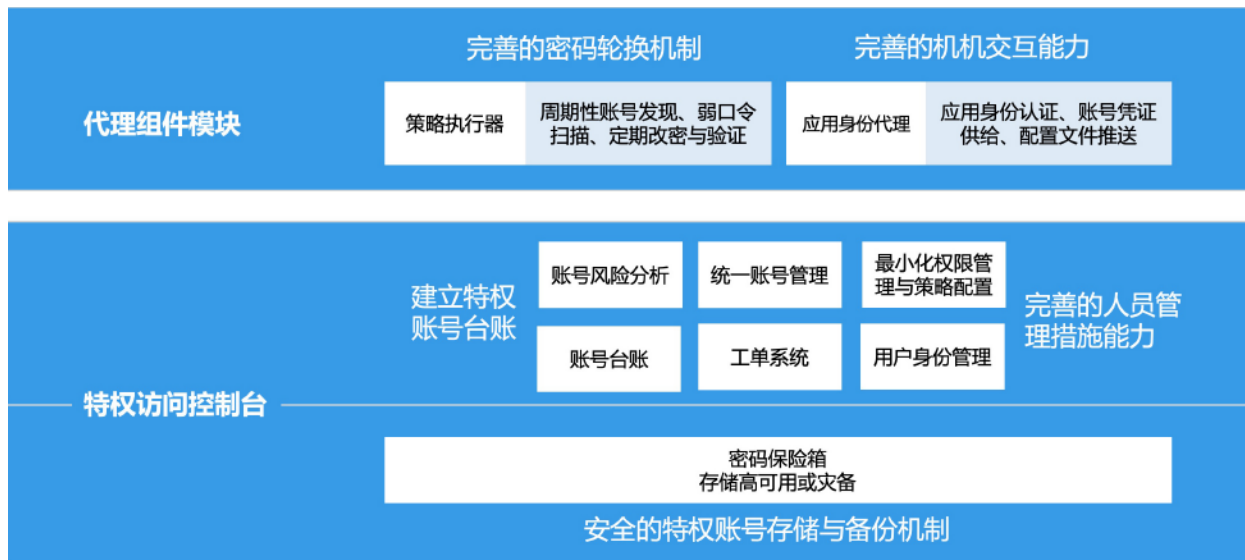 完善的密码轮换机制
完善的机机交互能力
代理组件模块
策略执行器
周期性账号发现、弱口令
扫描、定期改密与验证
应用身份代理
应用身份认证、账号凭证
供给、配置文件推送
建立特权
账号台账
账号风险分析
统一账号管理
最小化权限管
理与策略配置
账号台账
工单系统
用户身份管理
完善的人员管
理措施能力
特权访问控制台
密码保险箱
存储高可用或灾备
安全的特权账号存储与备份机制